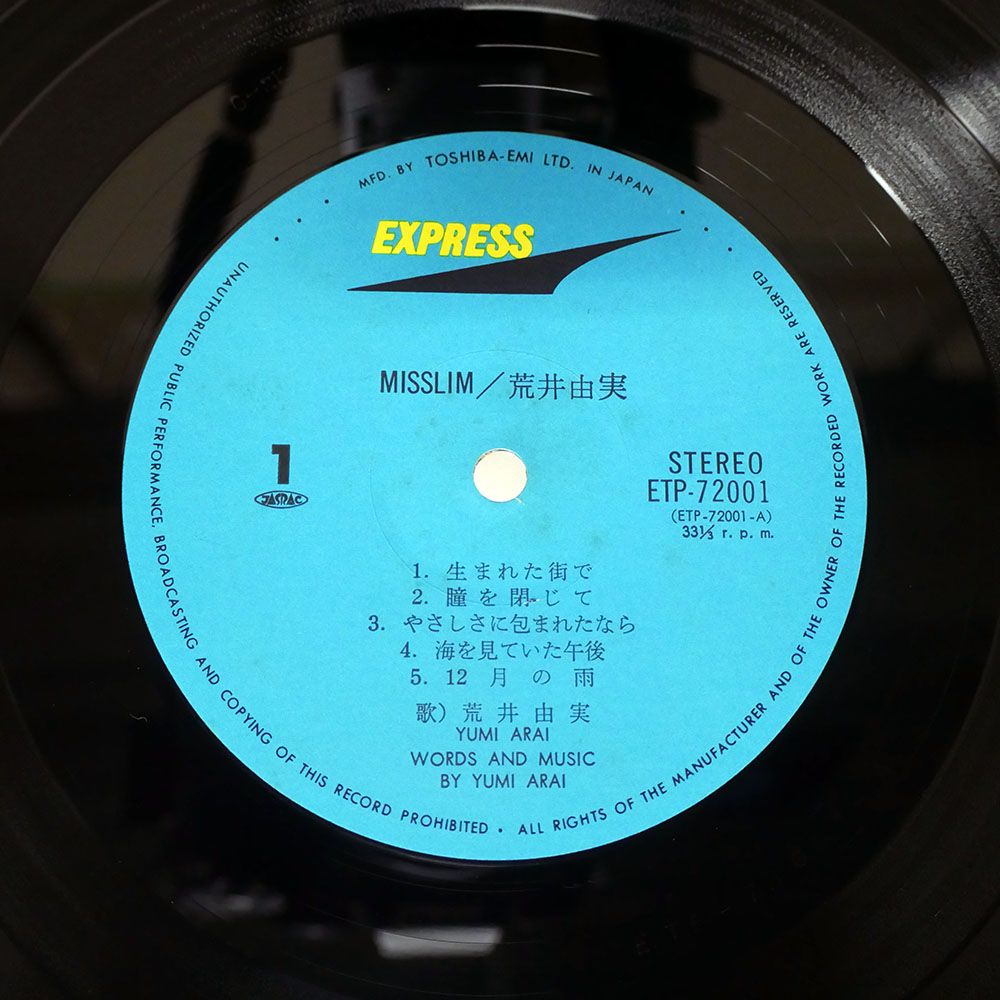 MFD. BY TOSHIBA-EMI LTD. IN JAPAN
EXPRESS
MISSLIM/荒井由実
1
JASRAC
STEREO
ETP-72001
(ETP-72001-A)
33⅓ r. p. m.
1. 生まれた街で
2. 瞳を閉じて
3. やさしさに包まれたなら
4. 海を見ていた午後
5. 12月の雨
歌) 荒井由実
YUMI ARAI
WORDS AND MUSIC
BY YUMI ARAI
UNAUTHORIZED PUBLIC PERFORMANCE, BROADCASTING AND COPYING OF THIS RECORD PROHIBITED • ALL RIGHTS OF THE MANUFACTURER AND OF THE OWNER OF THE RECORDED WORK ARE RESERVED